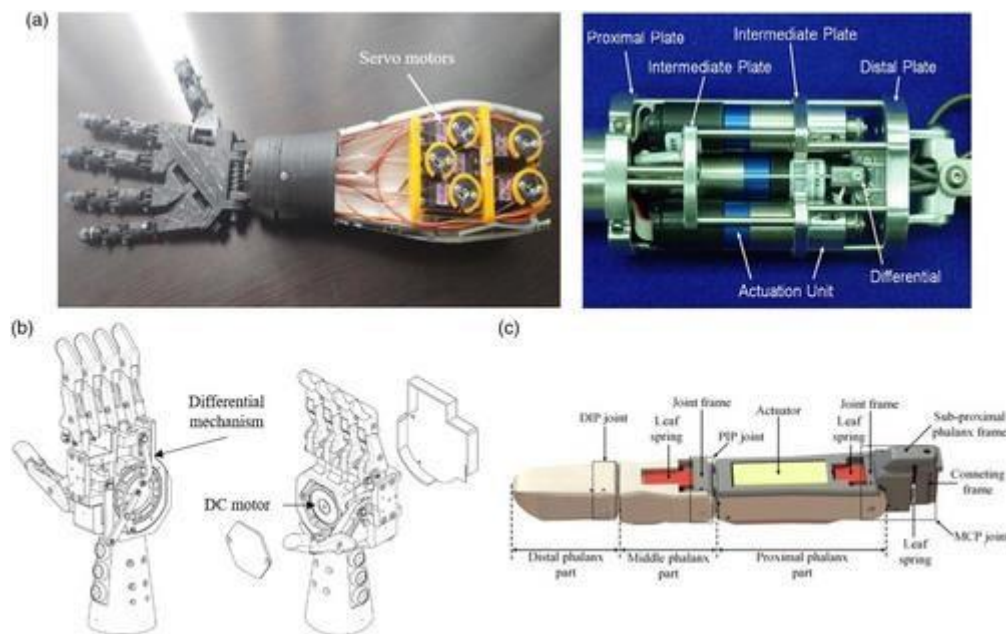 (a)
Servo motors
Proximal Plate
Intermediate Plate
Intermediate Plate
Distal Plate
Actuation Unit
Differential
(b)
Differential
mechanism
DC motor
(c)
DIP joint
Leaf
spring
Joint frame
PIP joint
Actuator
Joint frame
Leaf
spring
Sub-proximal
phalanx frame
Conneting
frame
MCP joint
Leaf
spring
Distal phalanx
part
Middle phalanx
part
Proximal phalanx
part